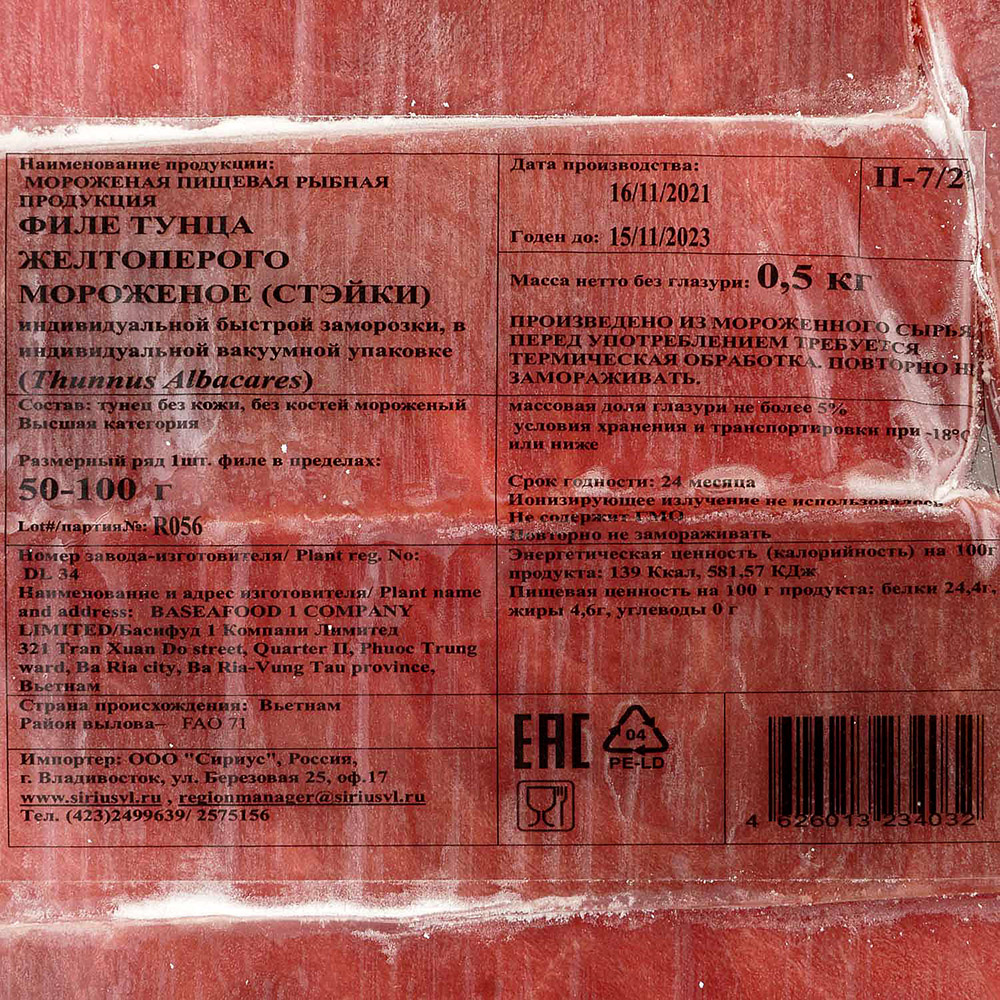 Наименование продукции:
МОРОЖЕНАЯ ПИЩЕВАЯ РЫБНАЯ
ПРОДУКЦИЯ
ФИЛЕ ТУНЦА
ЖЕЛТОПЕРОГО
МОРОЖЕНОЕ (СТЭЙКИ)
индивидуальной быстрой заморозки, в
индивидуальной вакуумной упаковке
(Thunnus Albacares)
Состав: тунец без кожи, без костей мороженый
Высшая категория
Размерный ряд 1шт. филе в пределах:
50-100 г
Lot#/партия№: R056
Номер завода-изготовителя/ Plant reg. No:
DL 34
Наименование и адрес изготовителя/ Plant name
and address: BASEAFOOD 1 COMPANY
LIMITED/Басифуд 1 Компани Лимитед
321 Tran Xuan Do street, Quarter II, Phuoc Trung
ward, Ba Ria city, Ba Ria-Vung Tau province,
Вьетнам
Страна происхождения: Вьетнам
Район вылова– FAO 71
Импортер: ООО "Сириус", Россия,
г. Владивосток, ул. Березовая 25, оф.17
www.siriusvl.ru , regionmanager@siriusvl.ru
Тел. (423)2499639/ 2575156
Дата производства:
16/11/2021
Годен до: 15/11/2023
П-7/2
Масса нетто без глазури: 0,5 кг
ПРОИЗВЕДЕНО ИЗ МОРОЖЕННОГО СЫРЬЯ
ПЕРЕД УПОТРЕБЛЕНИЕМ ТРЕБУЕТСЯ
ТЕРМИЧЕСКАЯ ОБРАБОТКА. ПОВТОРНО НЕ
ЗАМОРАЖИВАТЬ.
массовая доля глазури не более 5%
условия хранения и транспортировки при -18°C
или ниже
Срок годности: 24 месяца
Ионизирующее излучение не использовалось
Не содержит ГМО
Повторно не замораживать
Энергетическая ценность (калорийность) на 100г
продукта: 139 Ккал, 581,57 КДж
Пищевая ценность на 100 г продукта: белки 24,4г,
жиры 4,6г, углеводы 0 г
EAC
04
PE-LD
4 626013 234032